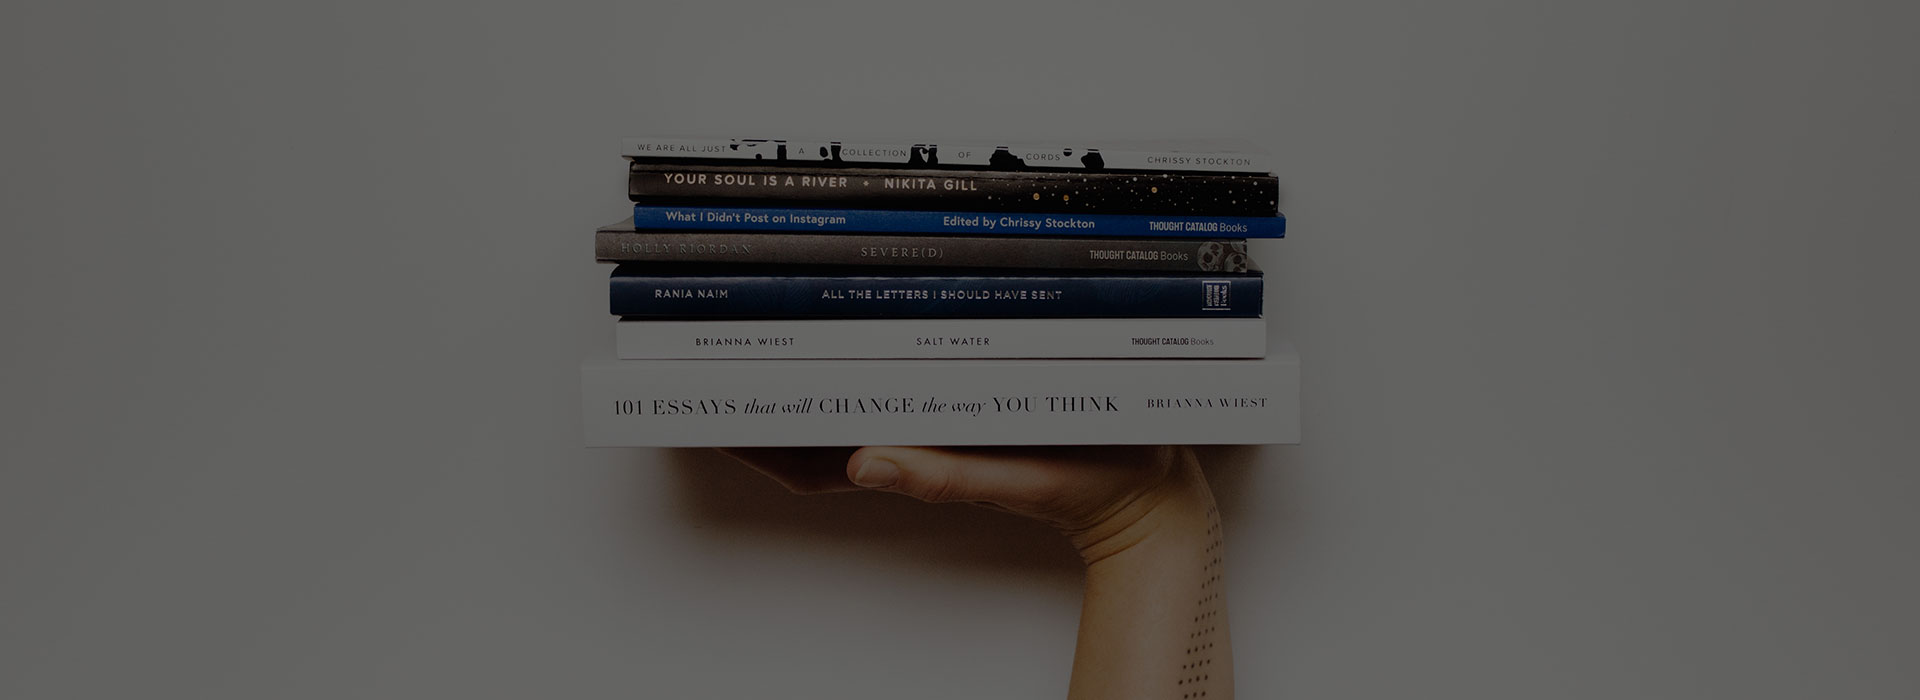 WE ARE ALL JUST A COLLECTION OF CORDS CHRISSY STOCKTON
YOUR SOUL IS A RIVER • NIKITA GILL
What I Didn't Post on Instagram Edited by Chrissy Stockton THOUGHT CATALOG Books
HOLLY RIORDAN SEVERE(D) THOUGHT CATALOG Books
RANIA NAIM ALL THE LETTERS I SHOULD HAVE SENT
BRIANNA WIEST SALT WATER THOUGHT CATALOG Books
101 ESSAYS that will CHANGE the way YOU THINK BRIANNA WIEST